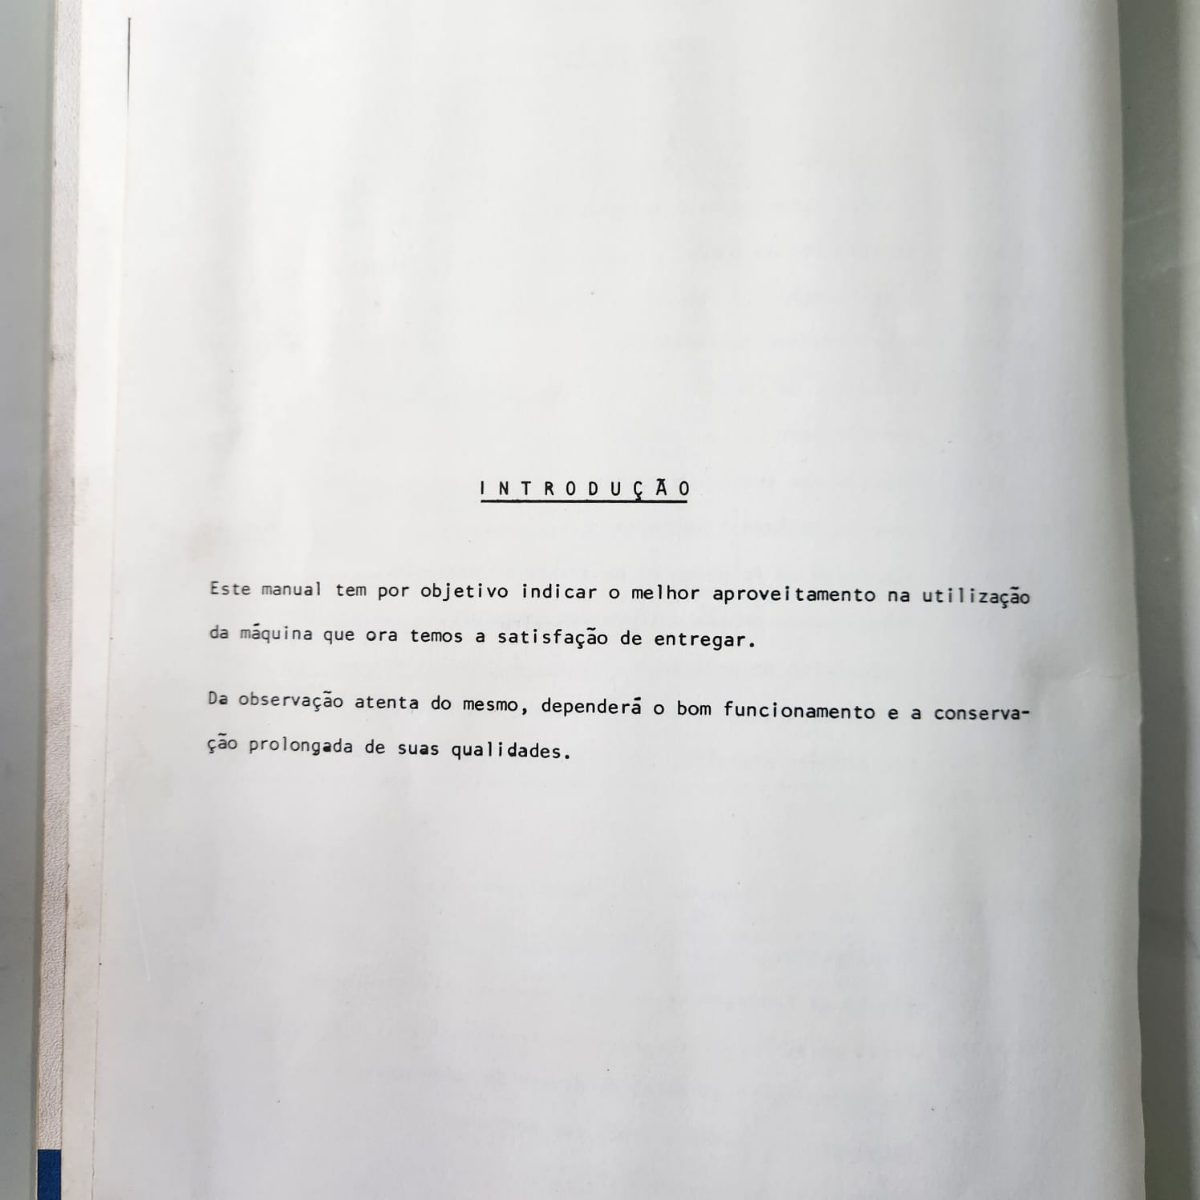 INTRODUÇÃO
Este manual tem por objetivo indicar o melhor aproveitamento na utilização
da máquina que ora temos a satisfação de entregar.
Da observação atenta do mesmo, dependerá o bom funcionamento e a conserva-
ção prolongada de suas qualidades.